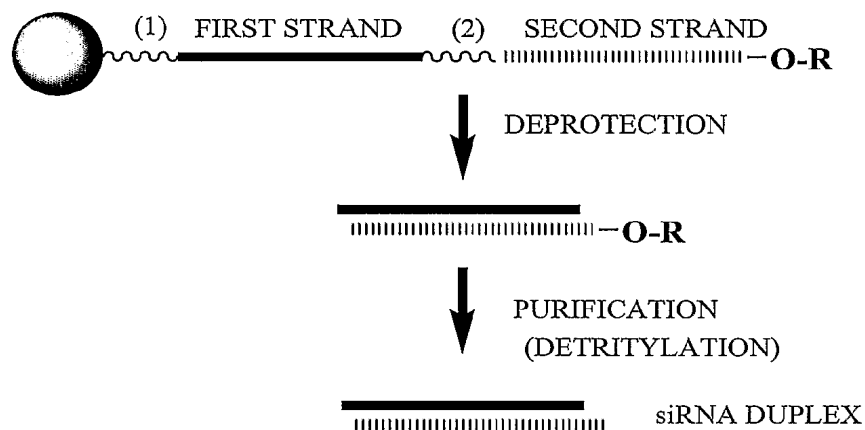 (1) FIRST STRAND (2) SECOND STRAND
O-R
DEPROTECTION
O-R
PURIFICATION
(DETRITYLATION)
siRNA DUPLEX